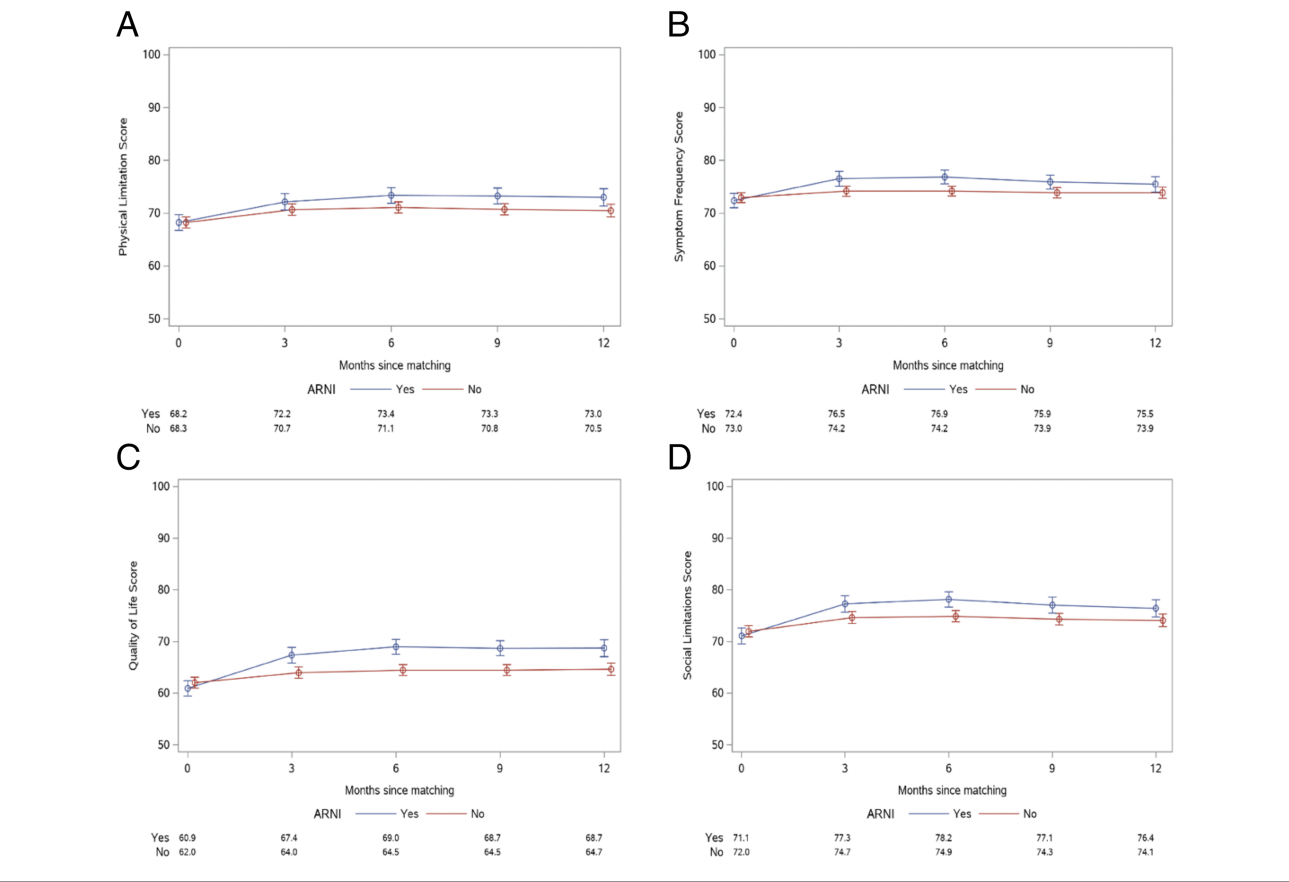 A
100
90
80
70
60
50
Physical Limitation Score
0 3 6 9 12
Months since matching
ARNI Yes No
Yes 68.2 72.2 73.4 73.3 73.0
No 68.3 70.7 71.1 70.8 70.5
B
100
90
80
70
60
50
Symptom Frequency Score
0 3 6 9 12
Months since matching
ARNI Yes No
Yes 72.4 76.5 76.9 75.9 75.5
No 73.0 74.2 74.2 73.9 73.9
C
100
90
80
70
60
50
Quality of Life Score
0 3 6 9 12
Months since matching
ARNI Yes No
Yes 60.9 67.4 69.0 68.7 68.7
No 62.0 64.0 64.5 64.5 64.7
D
100
90
80
70
60
50
Social Limitations Score
0 3 6 9 12
Months since matching
ARNI Yes No
Yes 71.1 77.3 78.2 77.1 76.4
No 72.0 74.7 74.9 74.3 74.1